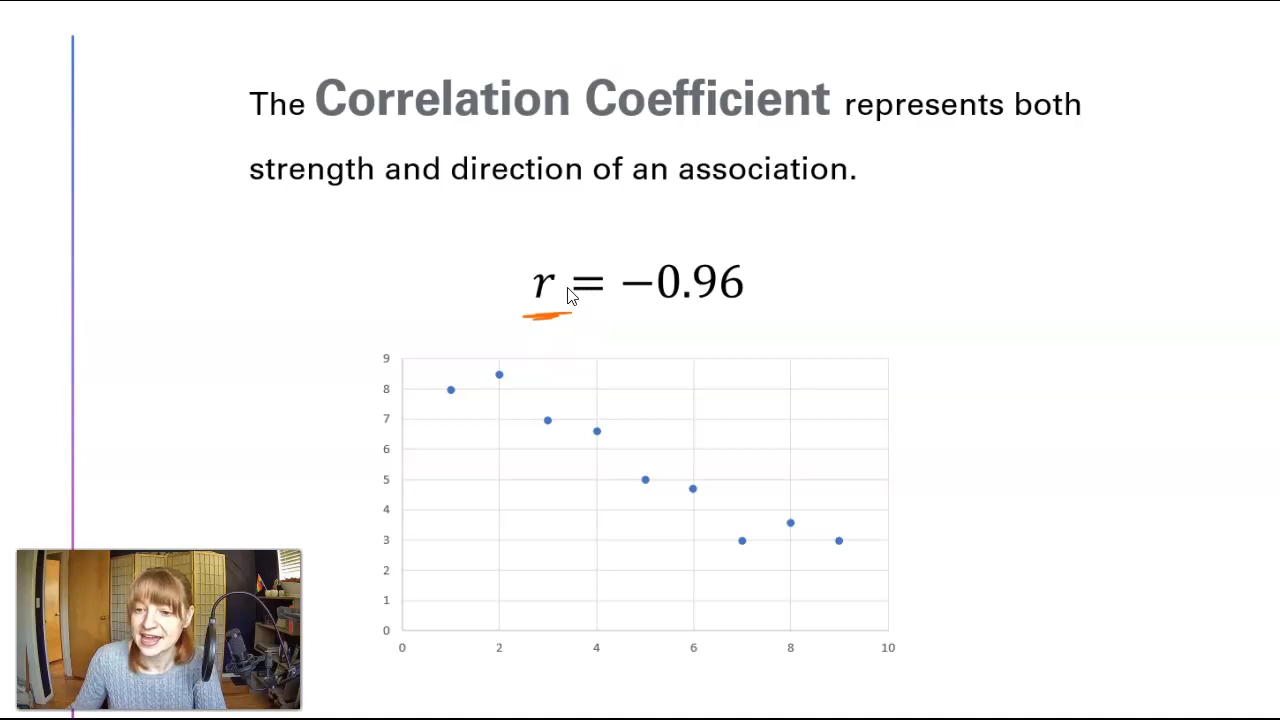 The Correlation Coefficient represents both
strength and direction of an association.
r = −0.96
9
8
7
6
5
4
3
2
1
0
0 2 4 6 8 10